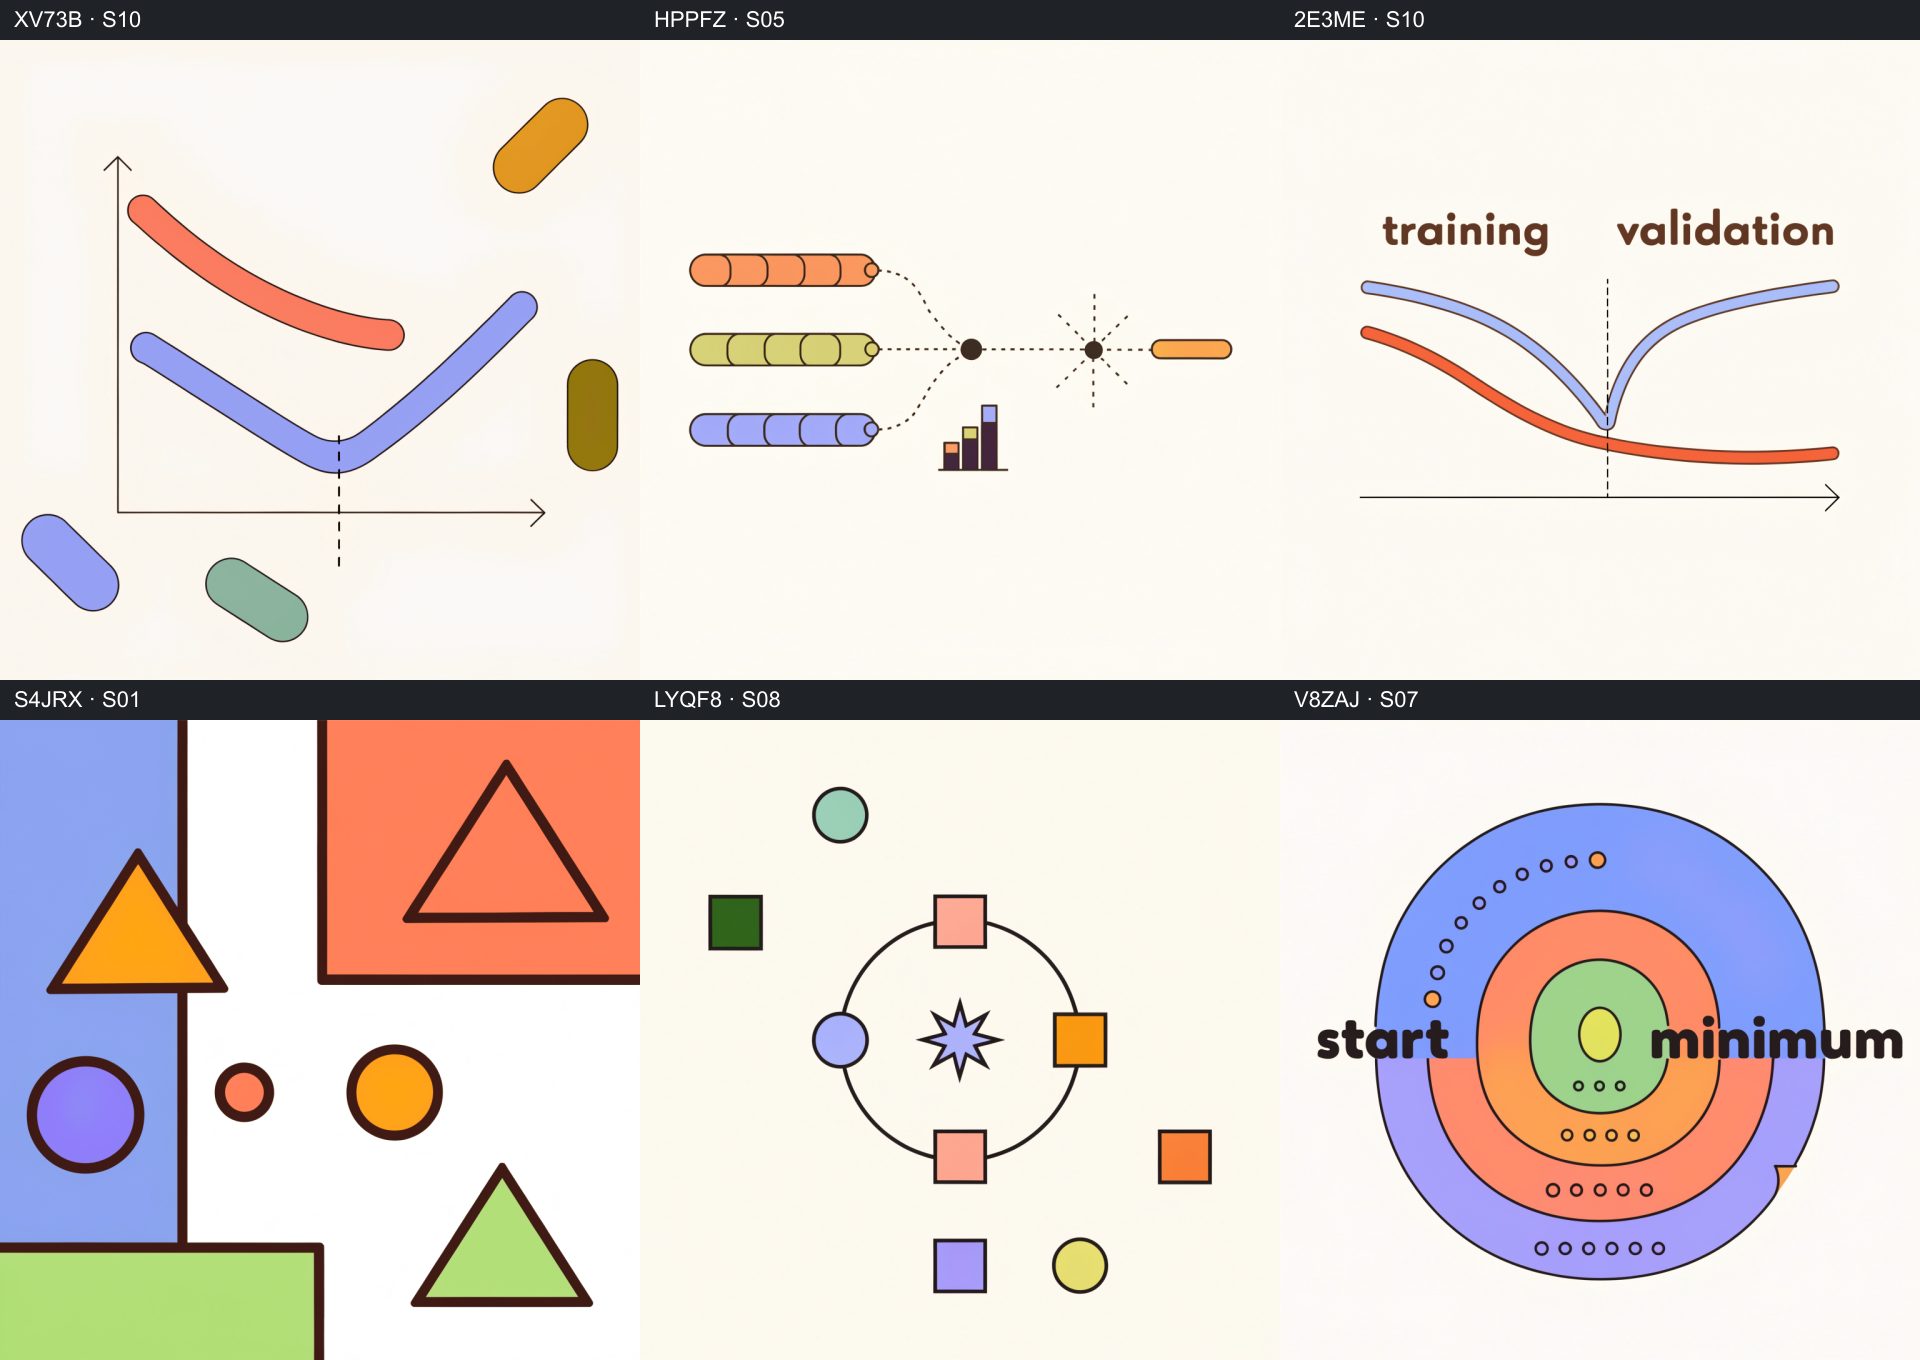 XV73B · S10
HPPFZ · S05
2E3ME · S10
training validation
S4JRX · S01
LYQF8 · S08
V8ZAJ · S07
start minimum